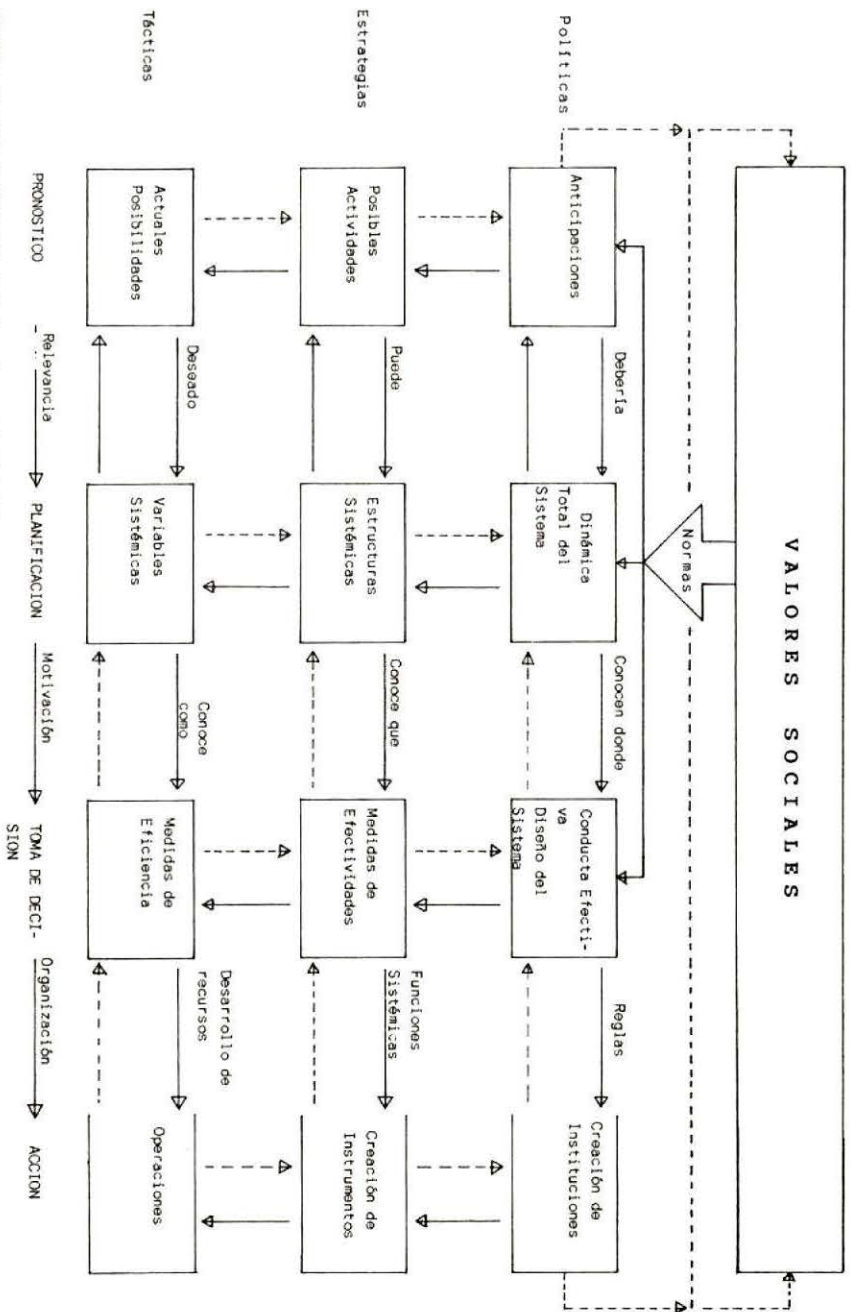 VALORES SOCIALES
Normas
Políticas
Anticipaciones
Debería
Dinámica
Total del
Sistema
Conocen donde
Conducta Efecti-
va
Diseño del
Sistema
Reglas
Creación de
Instituciones
Estrategias
Posibles
Actividades
Puede
Estructuras
Sistémicas
Conoce que
Medidas de
Efectividades
Funciones
Sistémicas
Creación de
Instrumentos
Tácticas
Actuales
Posibilidades
Deseado
Variables
Sistémicas
Conoce
como
Medidas de
Eficiencia
Desarrollo de
recursos
Operaciones
PRONOSTICO
Relevancia
PLANIFICACION
Motivación
TOMA DE DECI-
SION
Organización
ACCION